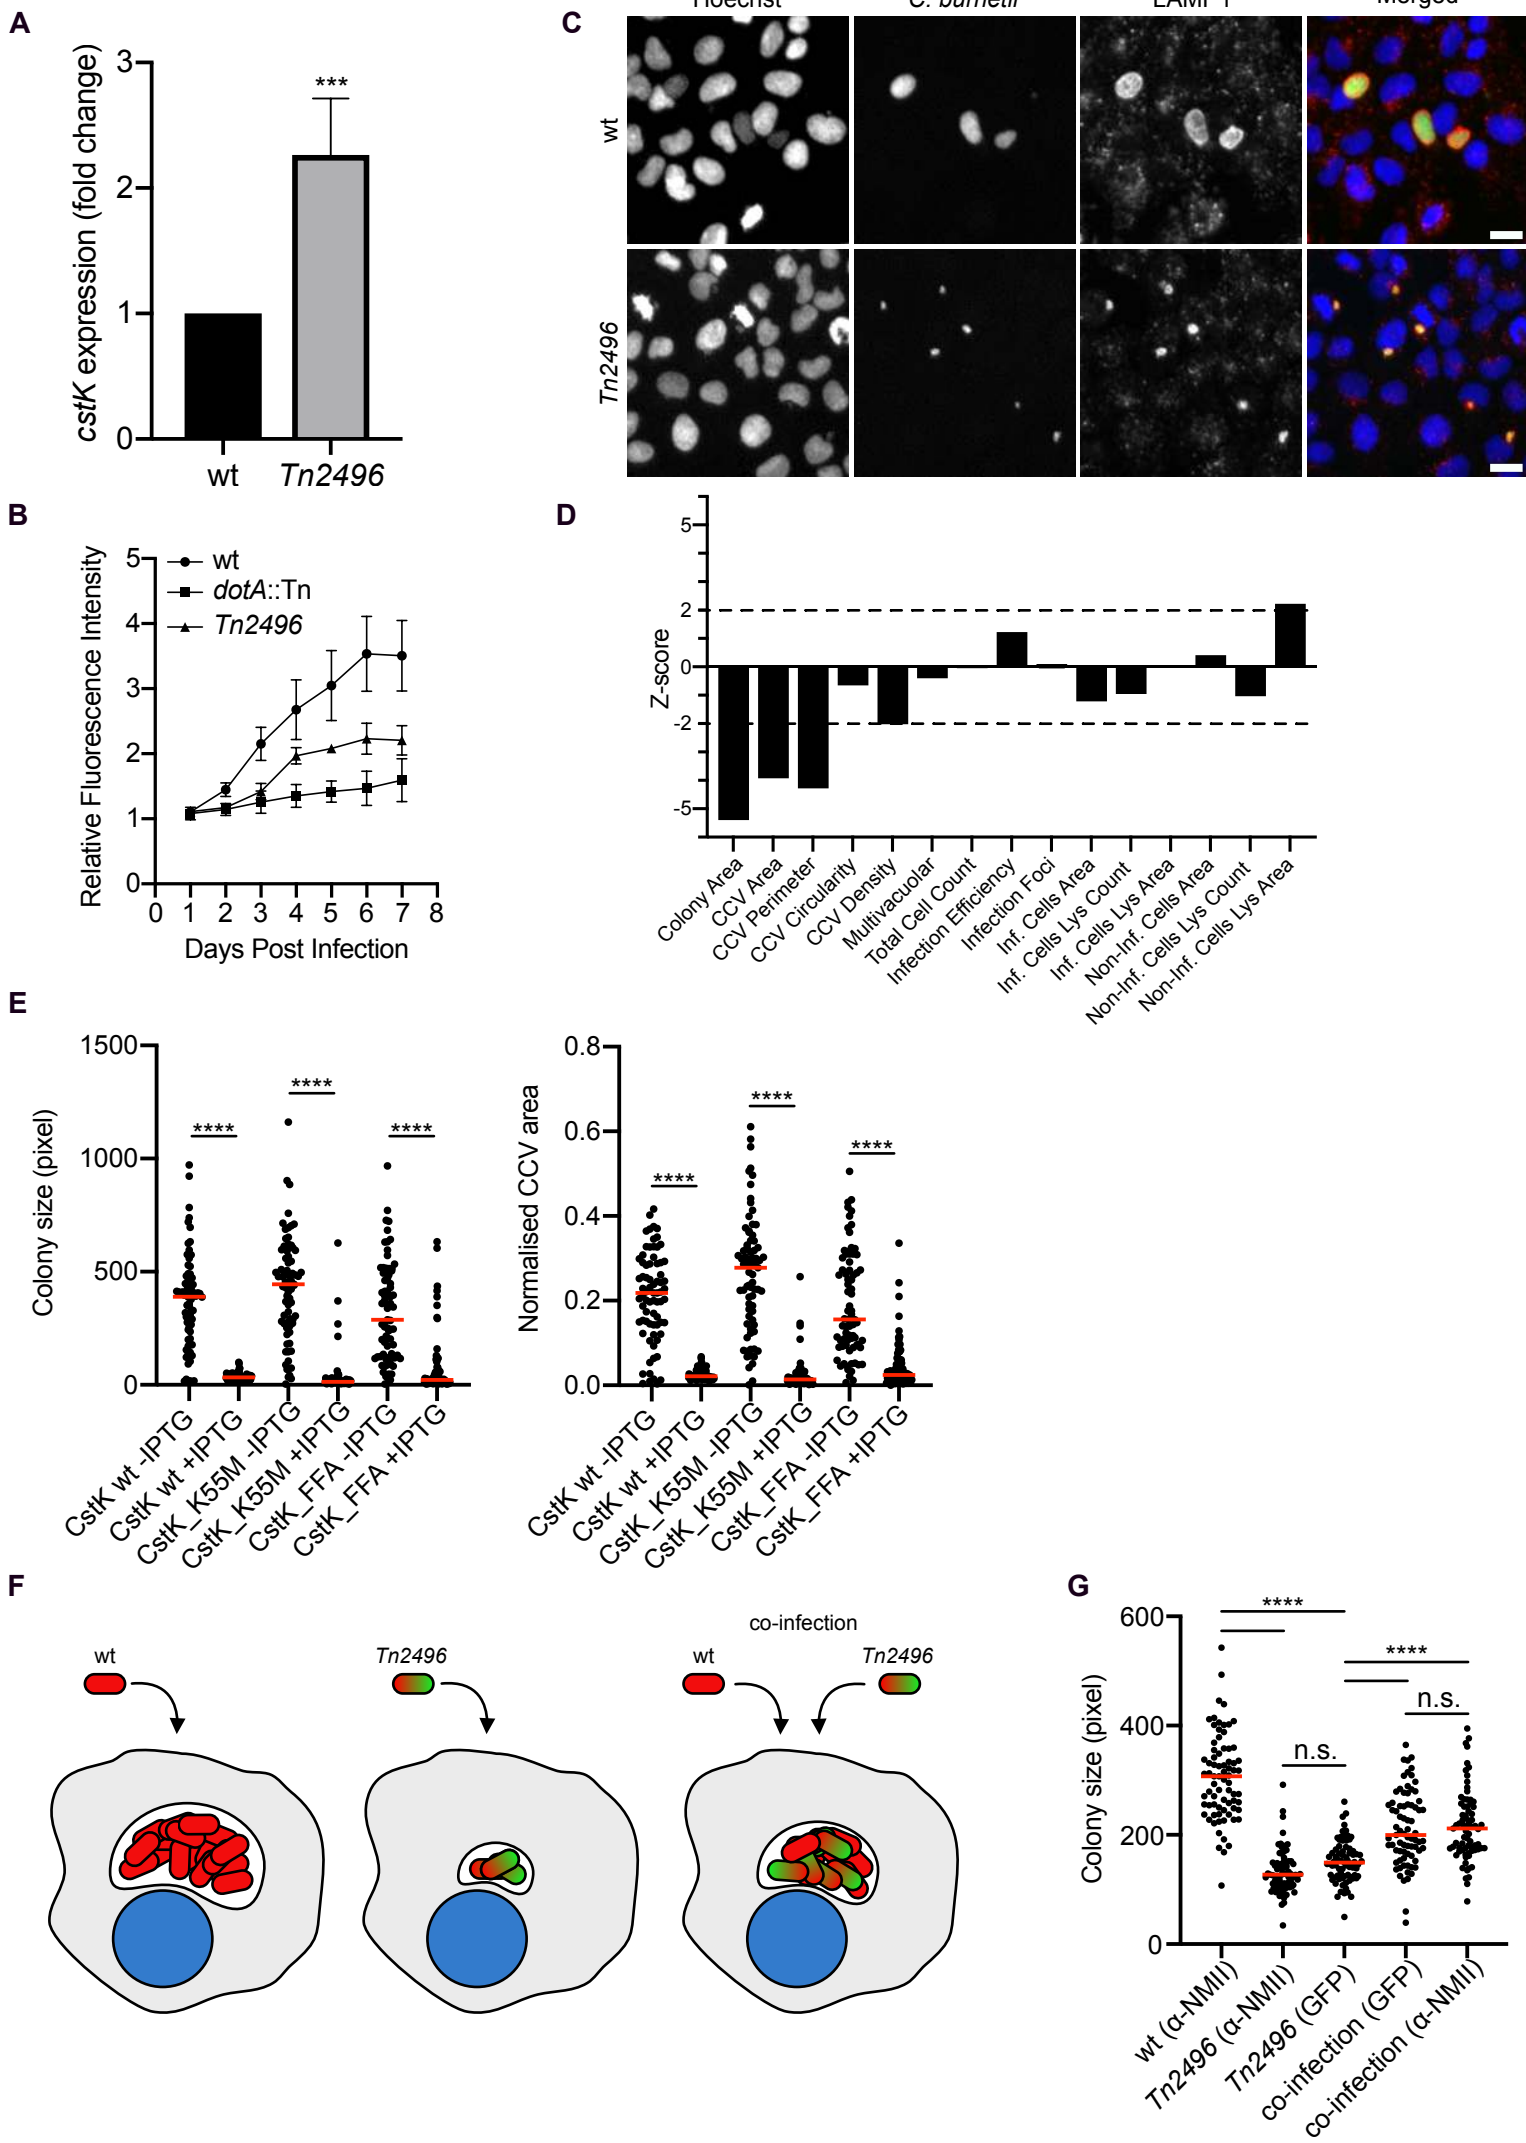 A
cstK expression (fold change)
3
2
1
0
***
wt
Tn2496
C
Hoechst
C. burnetii
LAMP1
Merged
wt
Tn2496
B
Relative Fluorescence Intensity
5
4
3
2
1
0
wt
dotA::Tn
Tn2496
0 1 2 3 4 5 6 7 8
Days Post Infection
D
Z-score
5
2
0
-2
-5
Colony Area
CCV Area
CCV Perimeter
CCV Circularity
CCV Density
Multivacuolar
Total Cell Count
Infection Efficiency
Infection Foci
Inf. Cells Area
Inf. Cells Lys Count
Inf. Cells Lys Area
Non-Inf. Cells Area
Non-Inf. Cells Lys Count
Non-Inf. Cells Lys Area
E
Colony size (pixel)
1500
1000
500
0
****
****
****
CstK wt -IPTG
CstK wt +IPTG
CstK_K55M -IPTG
CstK_K55M +IPTG
CstK_FFA -IPTG
CstK_FFA +IPTG
Normalised CCV area
0.8
0.6
0.4
0.2
0.0
****
****
****
CstK wt -IPTG
CstK wt +IPTG
CstK_K55M -IPTG
CstK_K55M +IPTG
CstK_FFA -IPTG
CstK_FFA +IPTG
F
wt
Tn2496
co-infection
wt
Tn2496
G
Colony size (pixel)
600
400
200
0
****
****
n.s.
n.s.
wt (α-NMII)
Tn2496 (α-NMII)
Tn2496 (GFP)
co-infection (GFP)
co-infection (α-NMII)